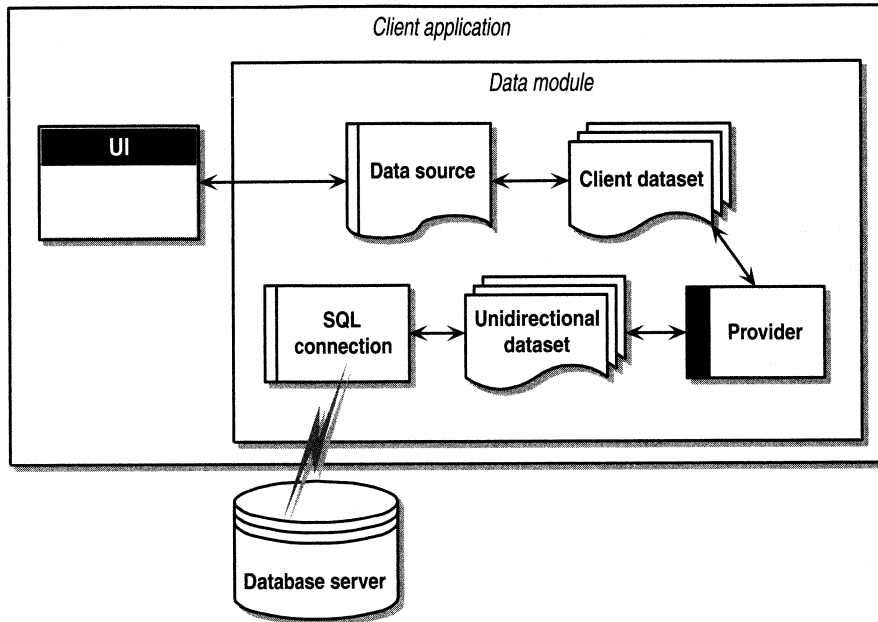 Client application
Data module
UI
Data source
Client dataset
SQL
connection
Unidirectional
dataset
Provider
Database server